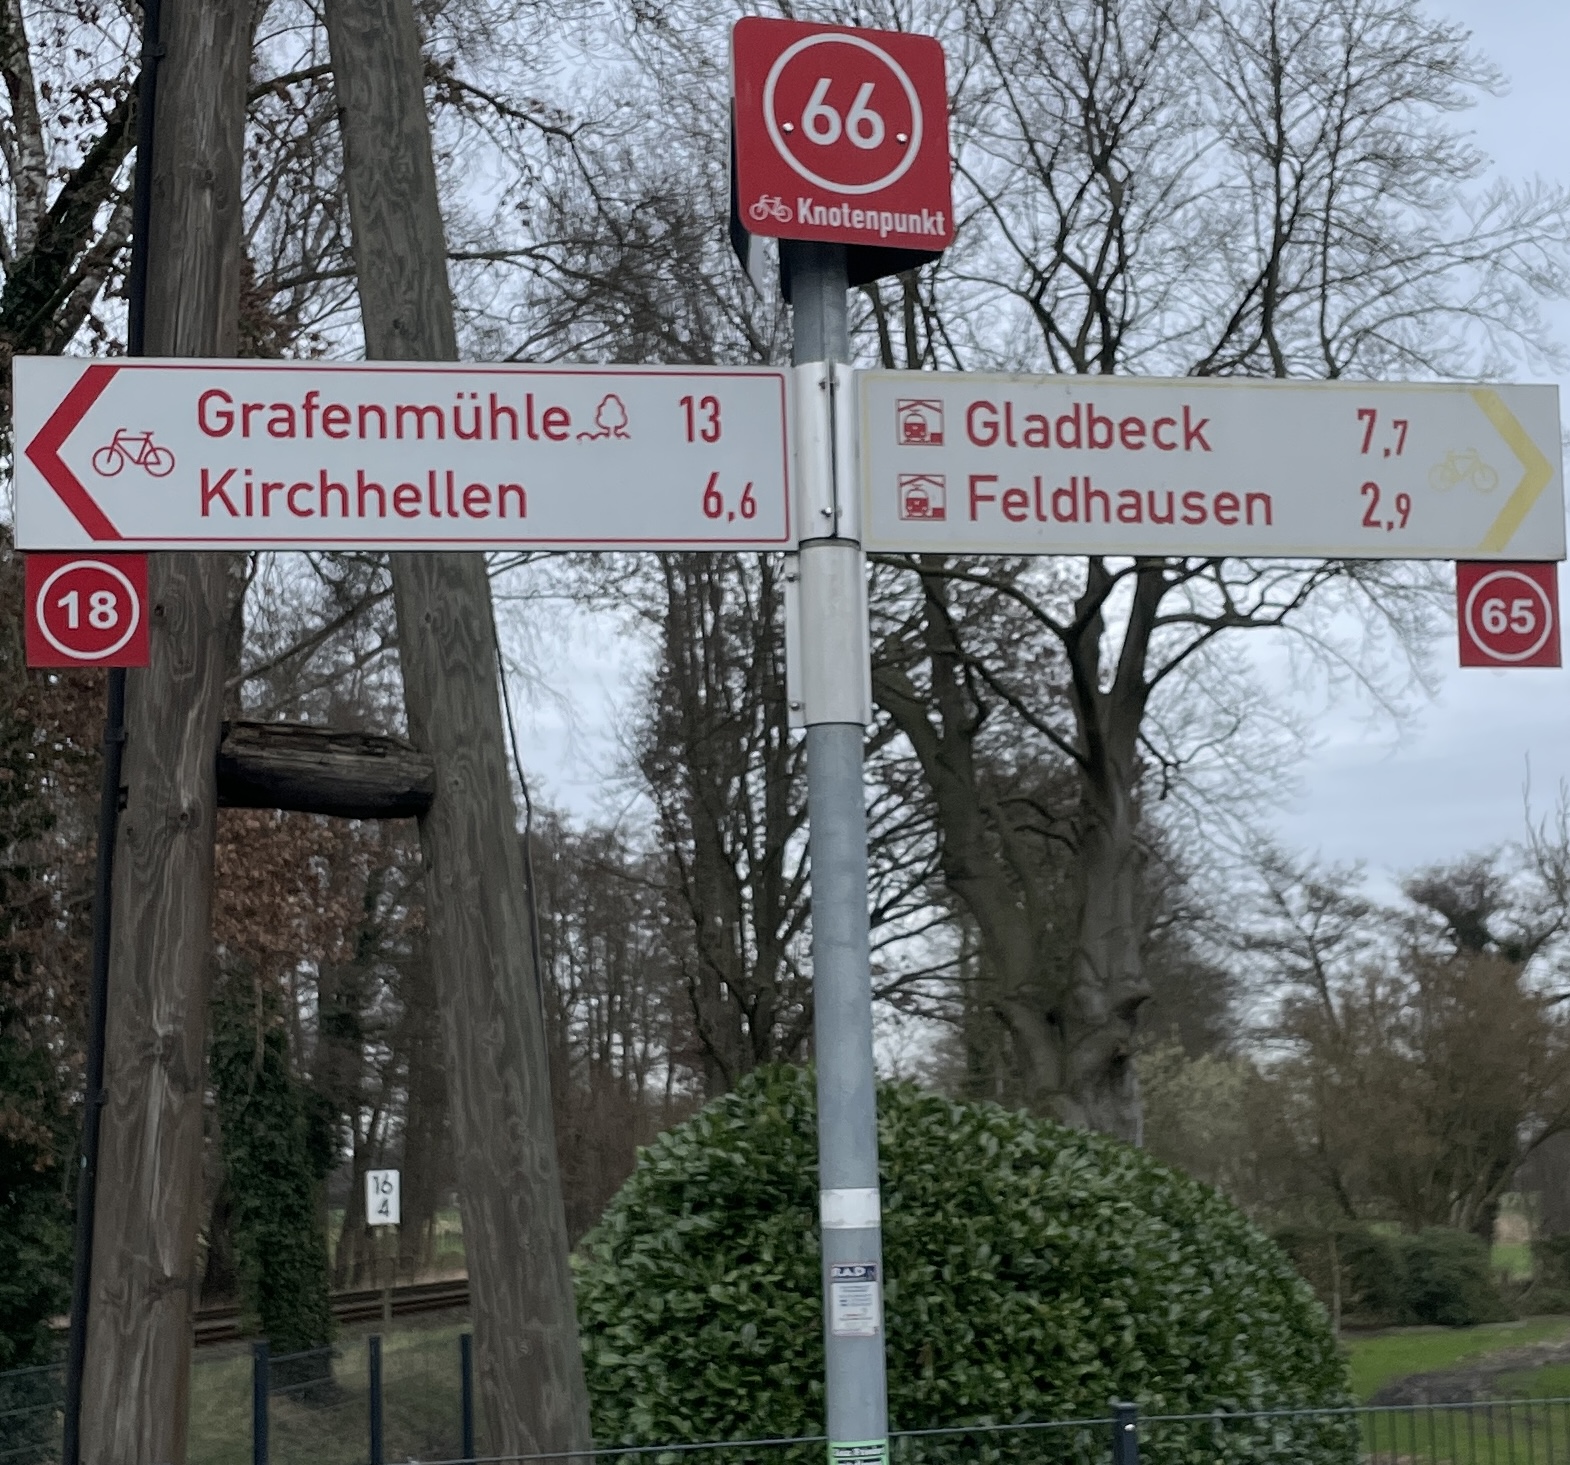 66
Knotenpunkt
Grafenmühle 13
Kirchhellen 6,6
Gladbeck 7,7
Feldhausen 2,9
18
65
16
4